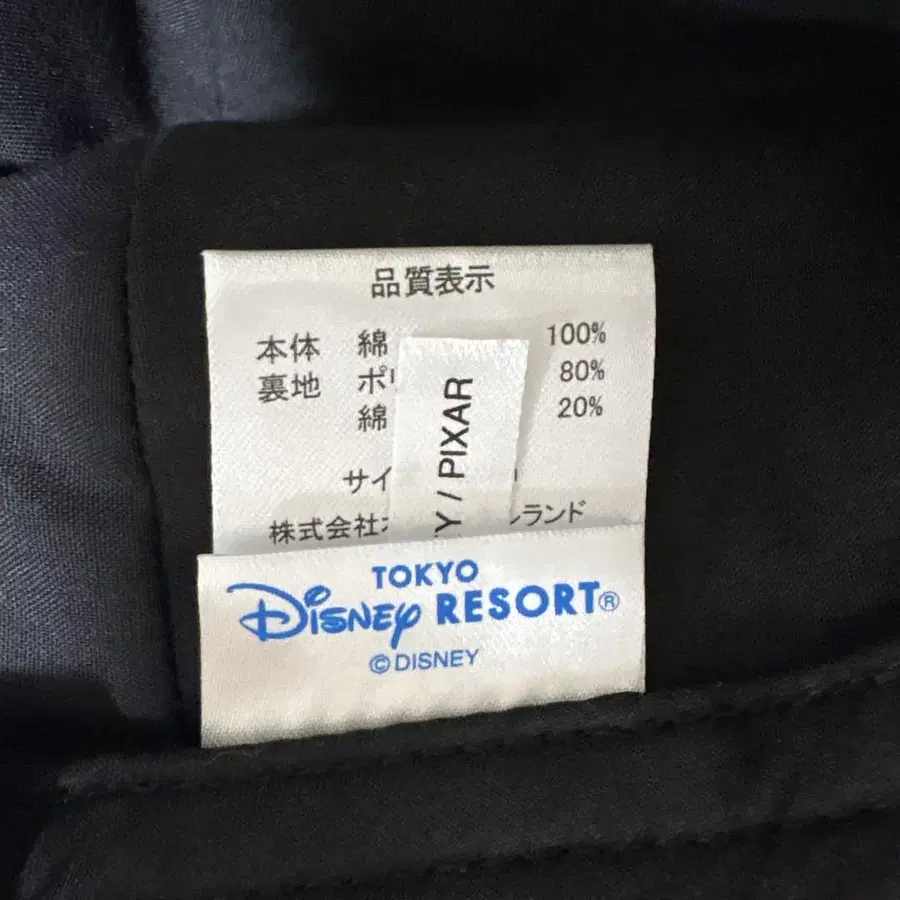 品質表示
本体 綿 100%
裏地 ポリ 80%
綿 20%
サイ
株式会社 ランド
/ PIXAR
TOKYO
DISNEY RESORT®
©DISNEY